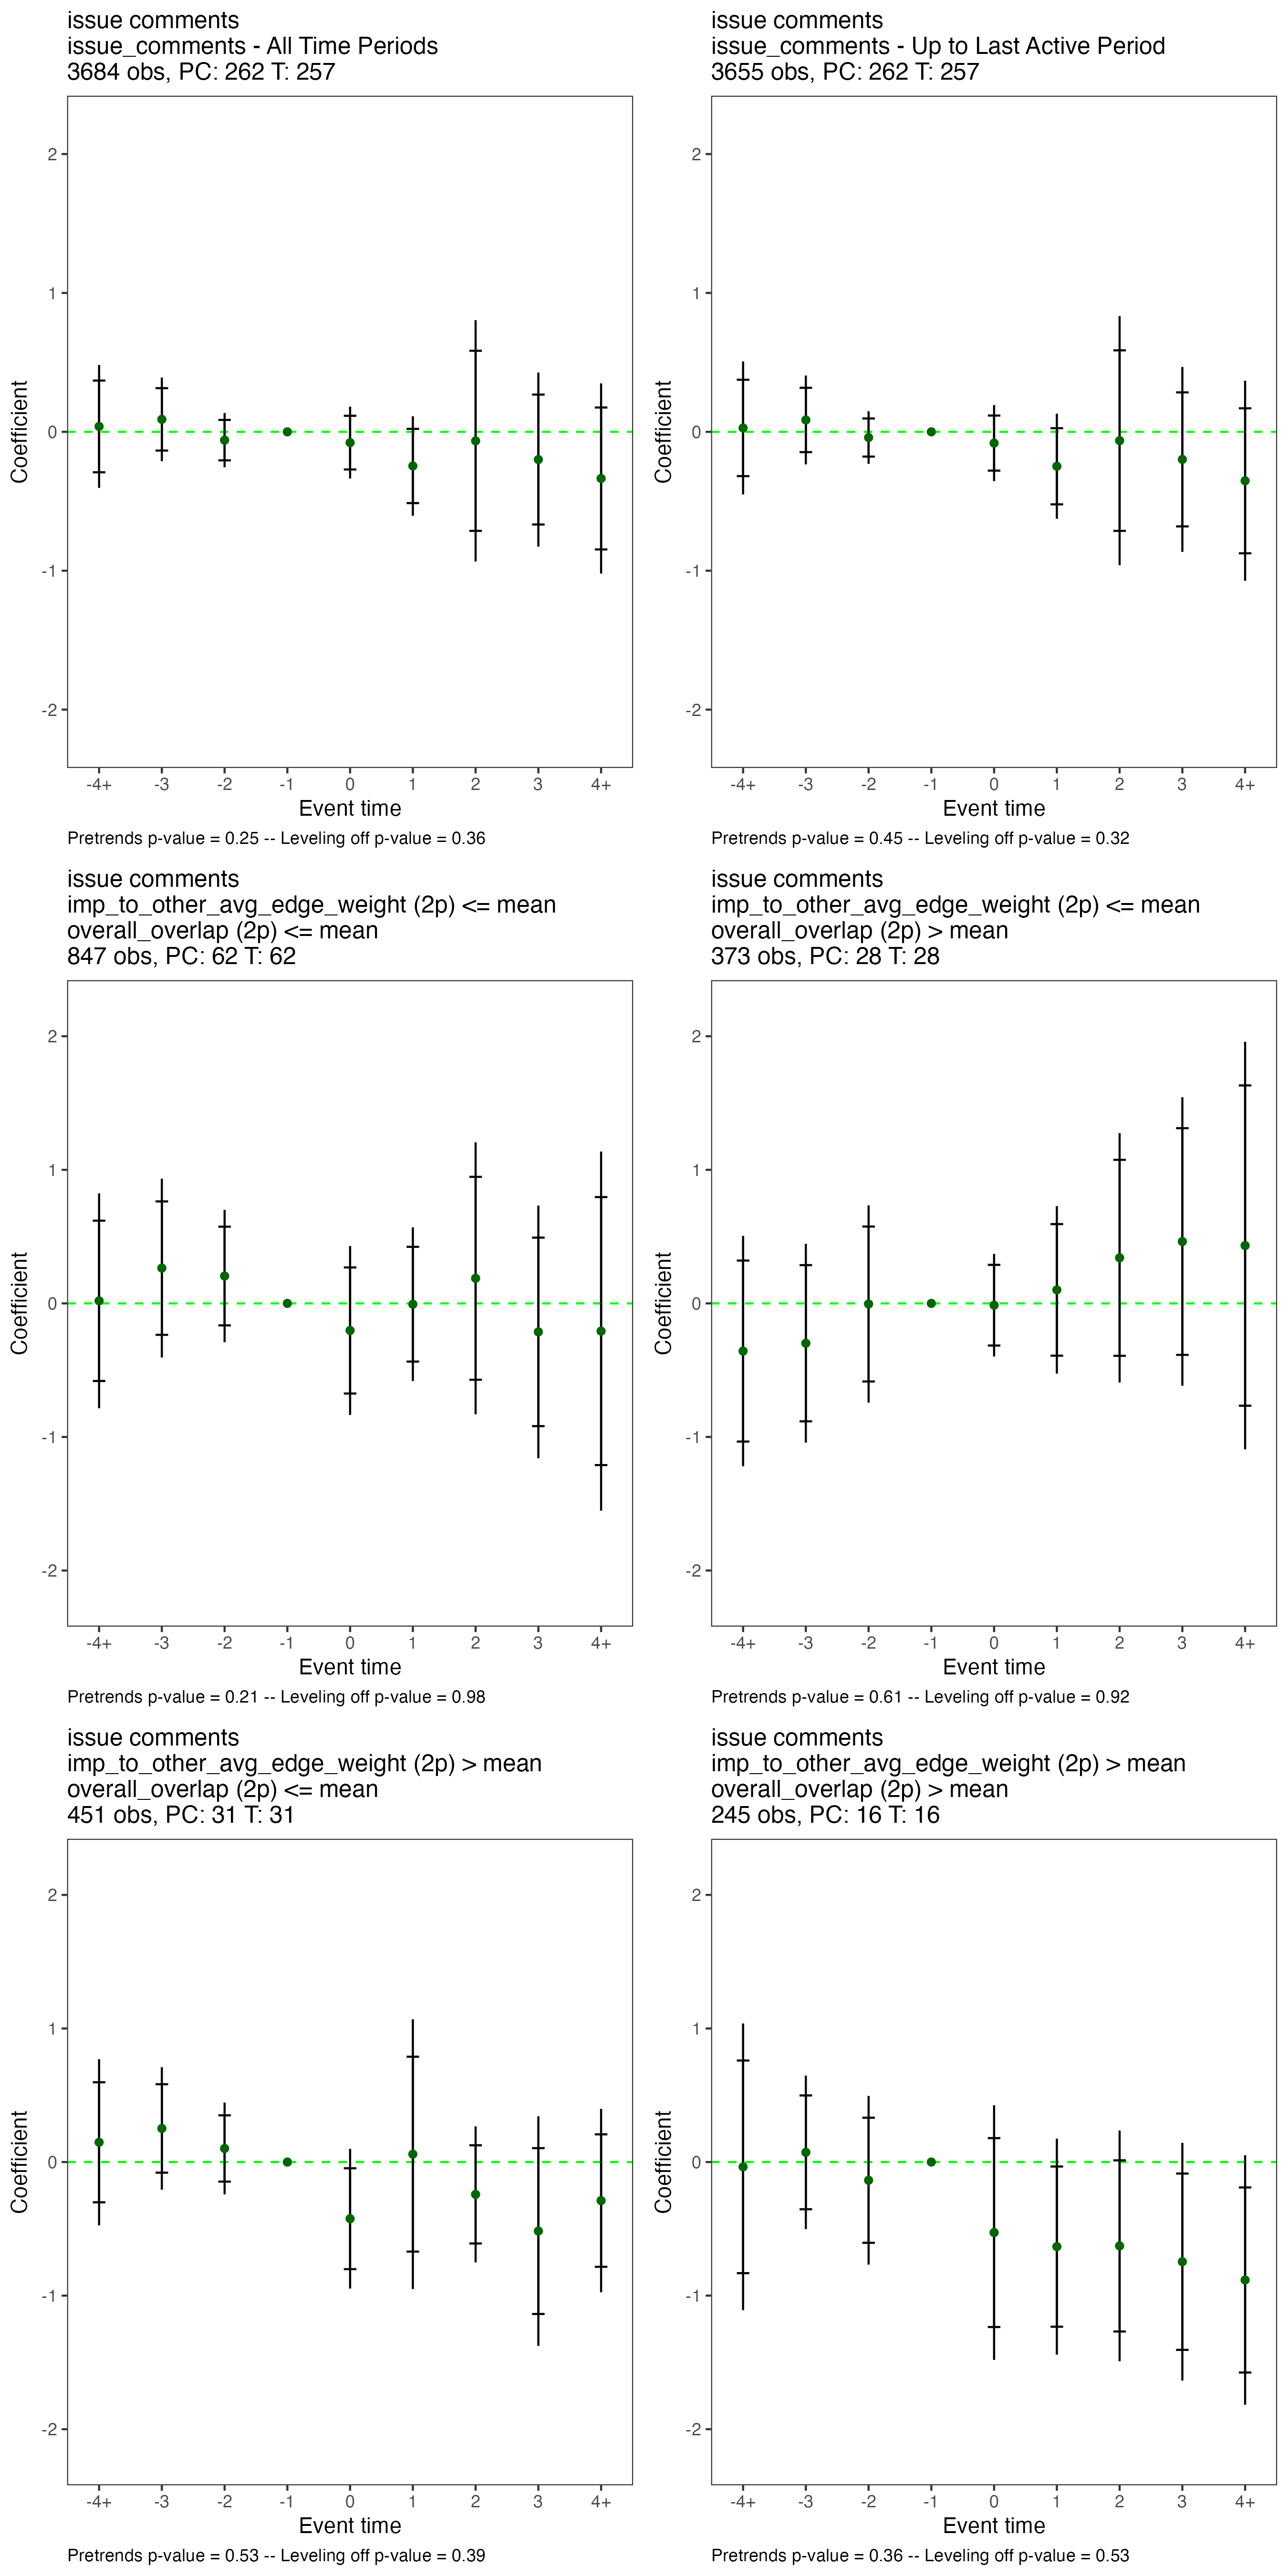 issue comments
issue_comments - All Time Periods
3684 obs, PC: 262 T: 257
2
1
0
-1
-2
Coefficient
-4+ -3 -2 -1 0 1 2 3 4+
Event time
Pretrends p-value = 0.25 -- Leveling off p-value = 0.36
issue comments
issue_comments - Up to Last Active Period
3655 obs, PC: 262 T: 257
2
1
0
-1
-2
Coefficient
-4+ -3 -2 -1 0 1 2 3 4+
Event time
Pretrends p-value = 0.45 -- Leveling off p-value = 0.32
issue comments
imp_to_other_avg_edge_weight (2p) <= mean
overall_overlap (2p) <= mean
847 obs, PC: 62 T: 62
2
1
0
-1
-2
Coefficient
-4+ -3 -2 -1 0 1 2 3 4+
Event time
Pretrends p-value = 0.21 -- Leveling off p-value = 0.98
issue comments
imp_to_other_avg_edge_weight (2p) <= mean
overall_overlap (2p) > mean
373 obs, PC: 28 T: 28
2
1
0
-1
-2
Coefficient
-4+ -3 -2 -1 0 1 2 3 4+
Event time
Pretrends p-value = 0.61 -- Leveling off p-value = 0.92
issue comments
imp_to_other_avg_edge_weight (2p) > mean
overall_overlap (2p) <= mean
451 obs, PC: 31 T: 31
2
1
0
-1
-2
Coefficient
-4+ -3 -2 -1 0 1 2 3 4+
Event time
Pretrends p-value = 0.53 -- Leveling off p-value = 0.39
issue comments
imp_to_other_avg_edge_weight (2p) > mean
overall_overlap (2p) > mean
245 obs, PC: 16 T: 16
2
1
0
-1
-2
Coefficient
-4+ -3 -2 -1 0 1 2 3 4+
Event time
Pretrends p-value = 0.36 -- Leveling off p-value = 0.53